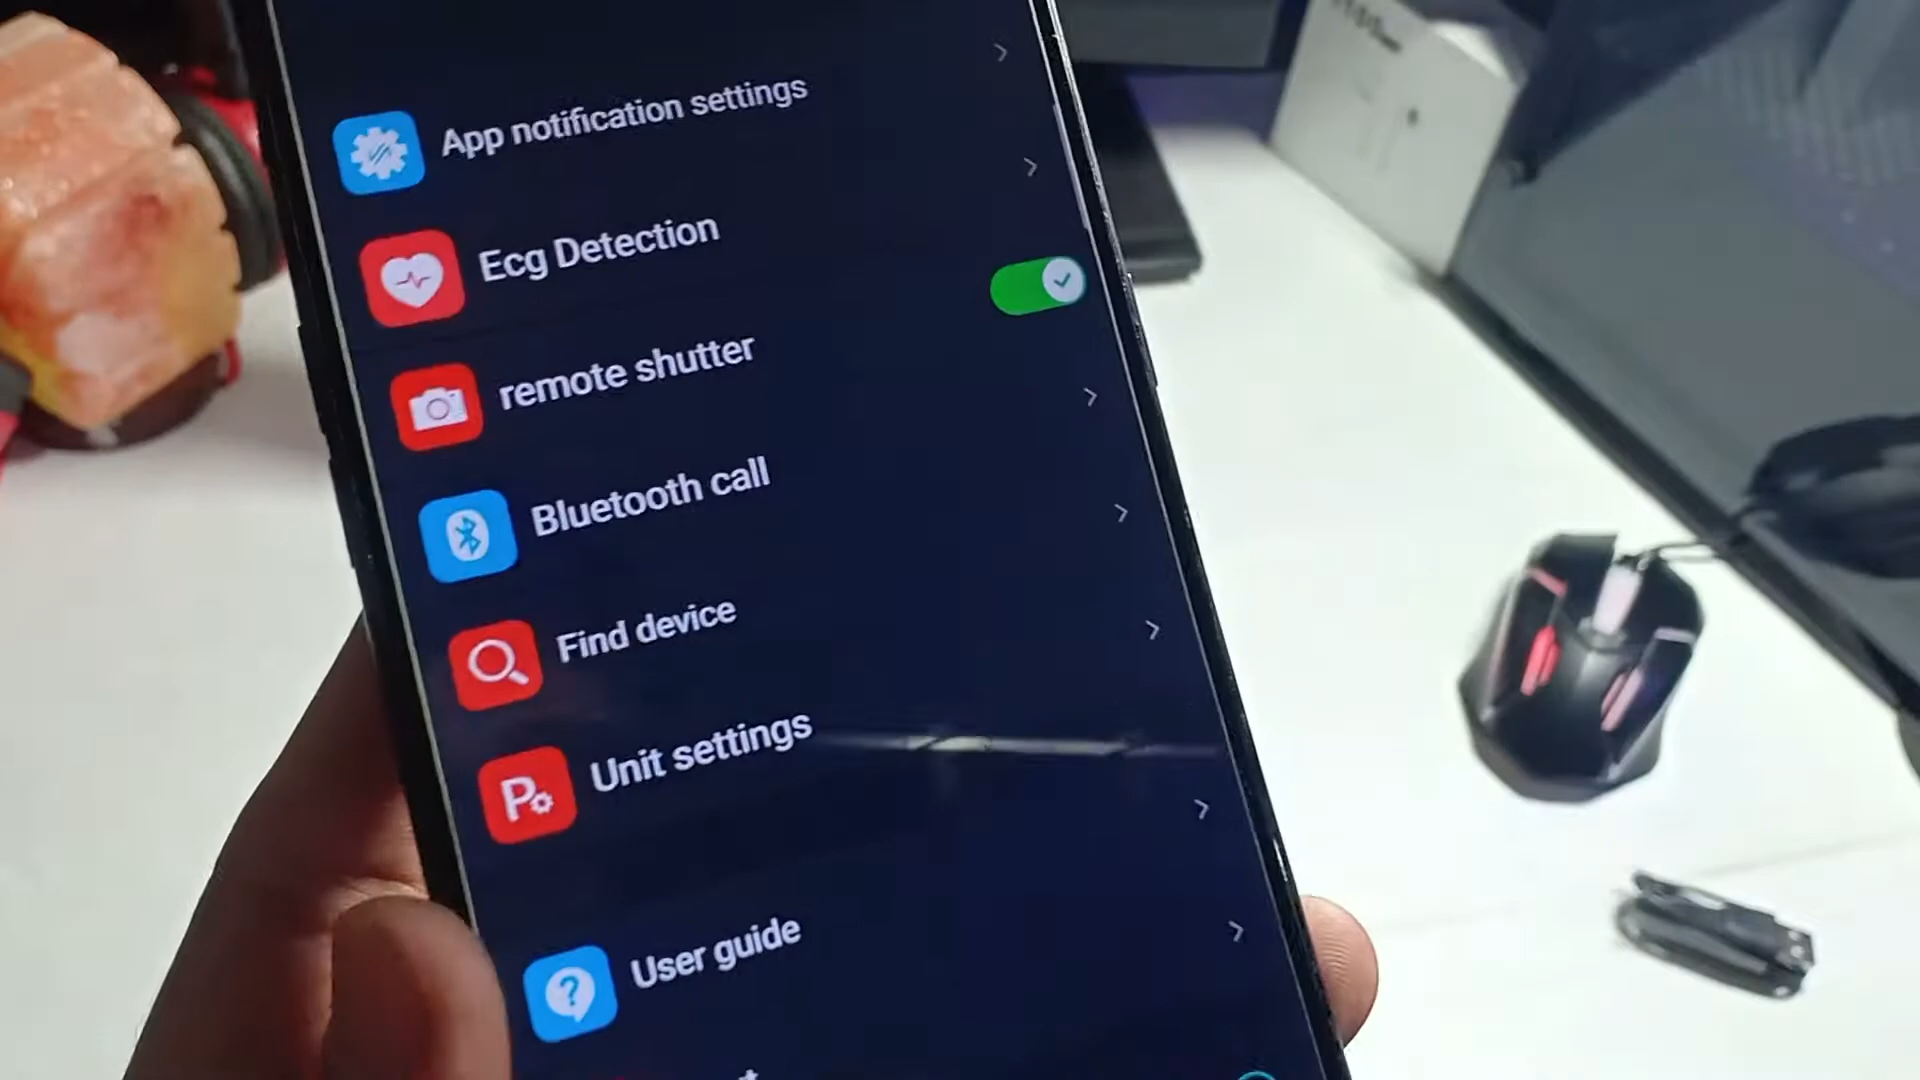 App notification settings
Ecg Detection
remote shutter
Bluetooth call
Find device
Unit settings
User guide